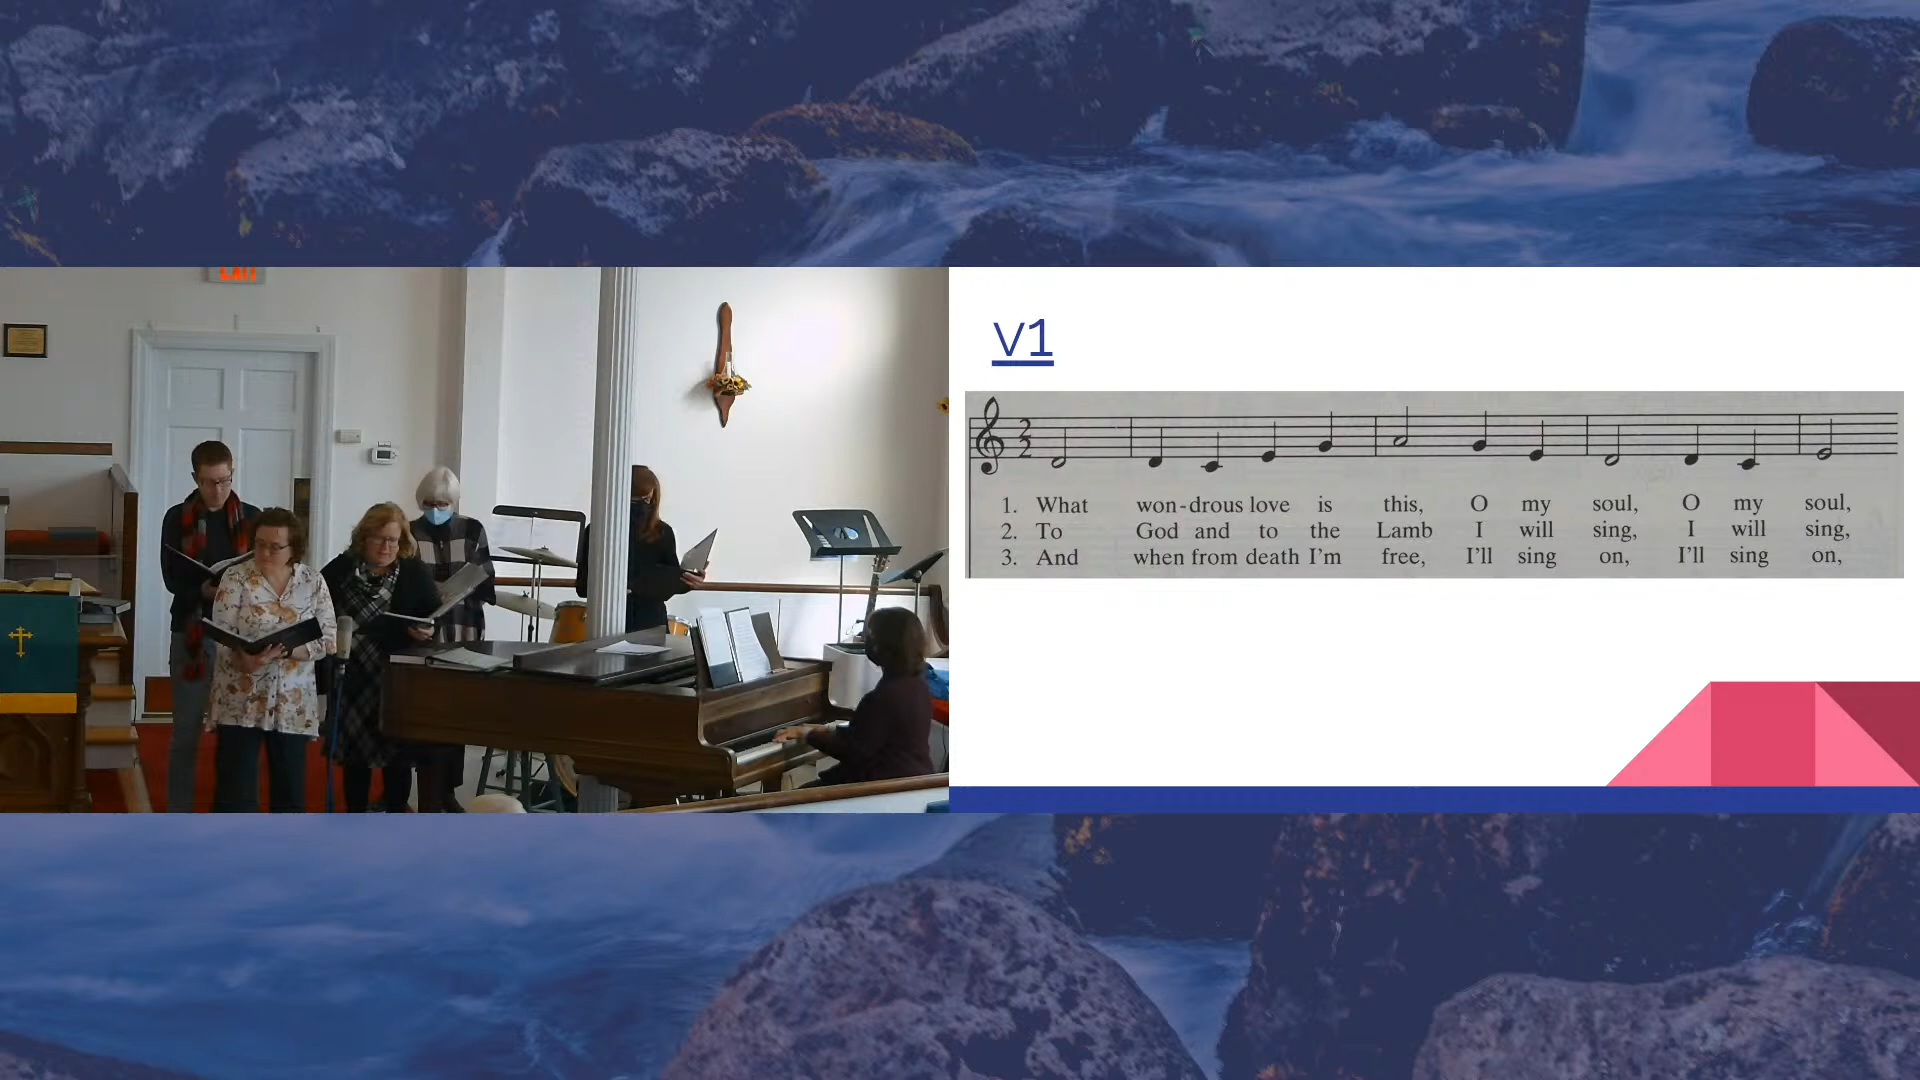 EXIT
V1
1. What won-drous love is this, O my soul, O my soul,
2. To God and to the Lamb I will sing, I will sing,
3. And when from death I'm free, I'll sing on, I'll sing on,